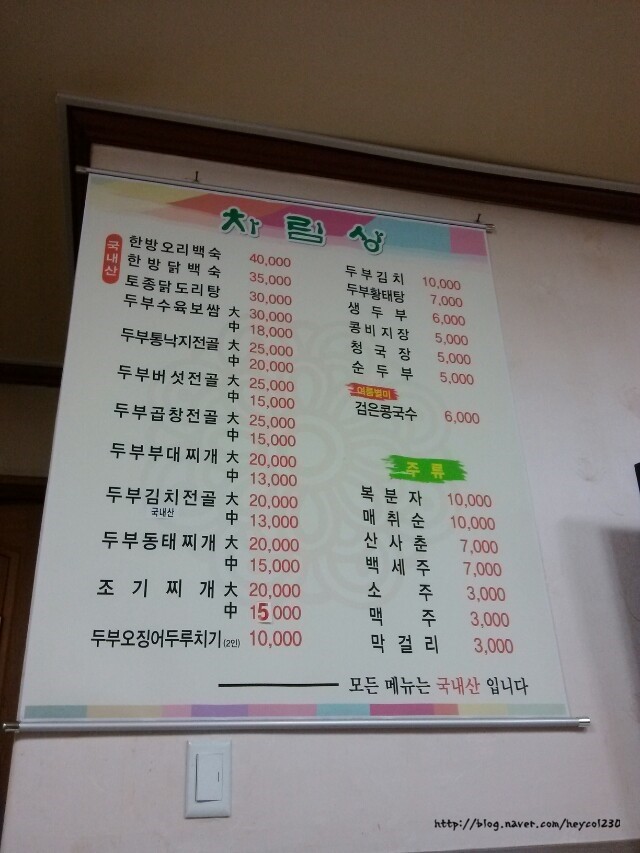 차림상
국내산
한방오리백숙 40,000
한방닭백숙 35,000
토종닭도리탕 30,000
두부수육보쌈 大 30,000
中 18,000
두부통낙지전골 大 25,000
中 20,000
두부버섯전골 大 25,000
中 15,000
두부곱창전골 大 25,000
中 15,000
두부부대찌개 大 20,000
中 13,000
두부김치전골 大 20,000
국내산 中 13,000
두부동태찌개 大 20,000
中 15,000
조기찌개 大 20,000
中 15,000
두부오징어두루치기(2인) 10,000
두부김치 10,000
두부황태탕 7,000
생두부 6,000
콩비지장 5,000
청국장 5,000
순두부 5,000
여름별미
검은콩국수 6,000
주류
복분자 10,000
매취순 10,000
산사춘 7,000
백세주 7,000
소주 3,000
맥주 3,000
막걸리 3,000
모든 메뉴는 국내산 입니다
http://blog.naver.com/heyco1230